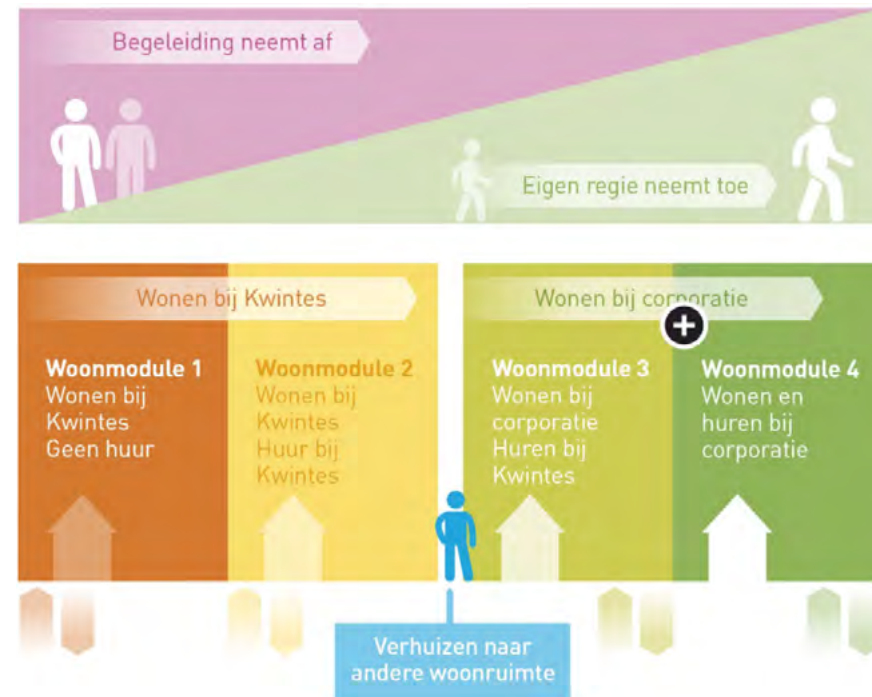 Begeleiding neemt af
Eigen regie neemt toe
Wonen bij Kwintes
Woonmodule 1
Wonen bij
Kwintes
Geen huur
Woonmodule 2
Wonen bij
Kwintes
Huur bij
Kwintes
Wonen bij corporatie
Woonmodule 3
Wonen bij
corporatie
Huren bij
Kwintes
Woonmodule 4
Wonen en
huren bij
corporatie
Verhuizen naar
andere woonruimte